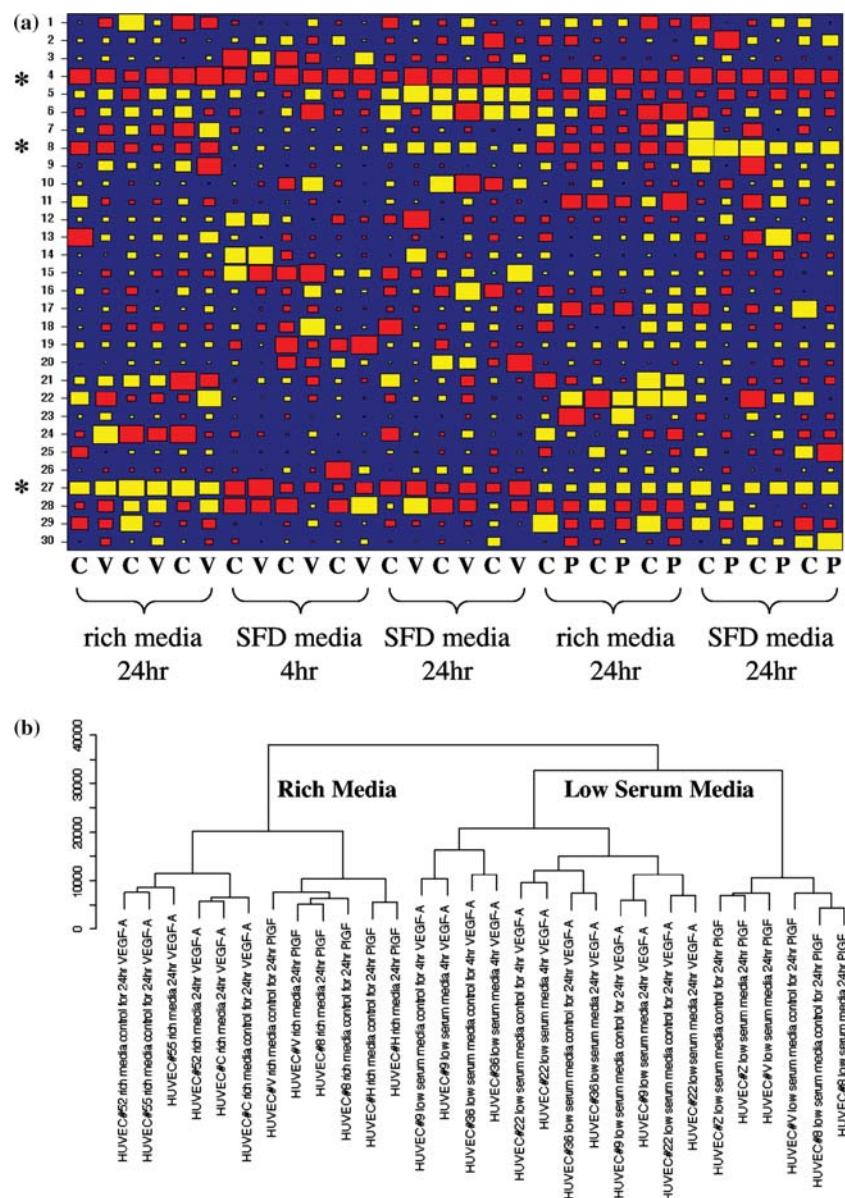 (a)
1
2
3
* 4
5
6
7
* 8
9
10
11
12
13
14
15
16
17
18
19
20
21
22
23
24
25
26
* 27
28
29
30
C V C V C V C V C V C V C V C V C V C P C P C P C P C P C P
rich media SFD media SFD media rich media SFD media
24hr 4hr 24hr 24hr 24hr
(b)
40000
30000
20000
10000
0
Rich Media
Low Serum Media
HUVEC#52 rich media control for 24hr VEGF-A
HUVEC#55 rich media control for 24hr VEGF-A
HUVEC#55 rich media 24hr VEGF-A
HUVEC#52 rich media 24hr VEGF-A
HUVEC#C rich media 24hr VEGF-A
HUVEC#C rich media control for 24hr VEGF-A
HUVEC#V rich media control for 24hr PlGF
HUVEC#V rich media 24hr PlGF
HUVEC#8 rich media 24hr PlGF
HUVEC#8 rich media control for 24hr PlGF
HUVEC#H rich media control for 24hr PlGF
HUVEC#H rich media 24hr PlGF
HUVEC#9 low serum media control for 4hr VEGF-A
HUVEC#9 low serum media 4hr VEGF-A
HUVEC#36 low serum media control for 4hr VEGF-A
HUVEC#36 low serum media 4hr VEGF-A
HUVEC#22 low serum media control for 4hr VEGF-A
HUVEC#22 low serum media 4hr VEGF-A
HUVEC#36 low serum media control for 24hr VEGF-A
HUVEC#36 low serum media 24hr VEGF-A
HUVEC#9 low serum media control for 24hr VEGF-A
HUVEC#9 low serum media 24hr VEGF-A
HUVEC#22 low serum media control for 24hr VEGF-A
HUVEC#22 low serum media 24hr VEGF-A
HUVEC#Z low serum media control for 24hr PlGF
HUVEC#Z low serum media 24hr PlGF
HUVEC#V low serum media 24hr PlGF
HUVEC#V low serum media control for 24hr PlGF
HUVEC#8 low serum media control for 24hr PlGF
HUVEC#8 low serum media 24hr PlGF